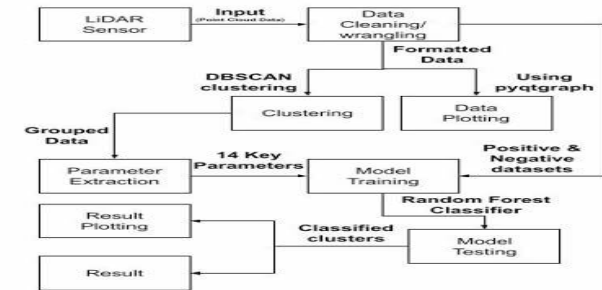 LiDAR
Sensor
Input
(Point Cloud Data)
Data
Cleaning/
wrangling
Formatted
Data
DBSCAN
clustering
Using
pyqtgraph
Clustering
Data
Plotting
Grouped
Data
14 Key
Parameters
Positive &
Negative
datasets
Parameter
Extraction
Model
Training
Random Forest
Classifier
Result
Plotting
Classified
clusters
Model
Testing
Result